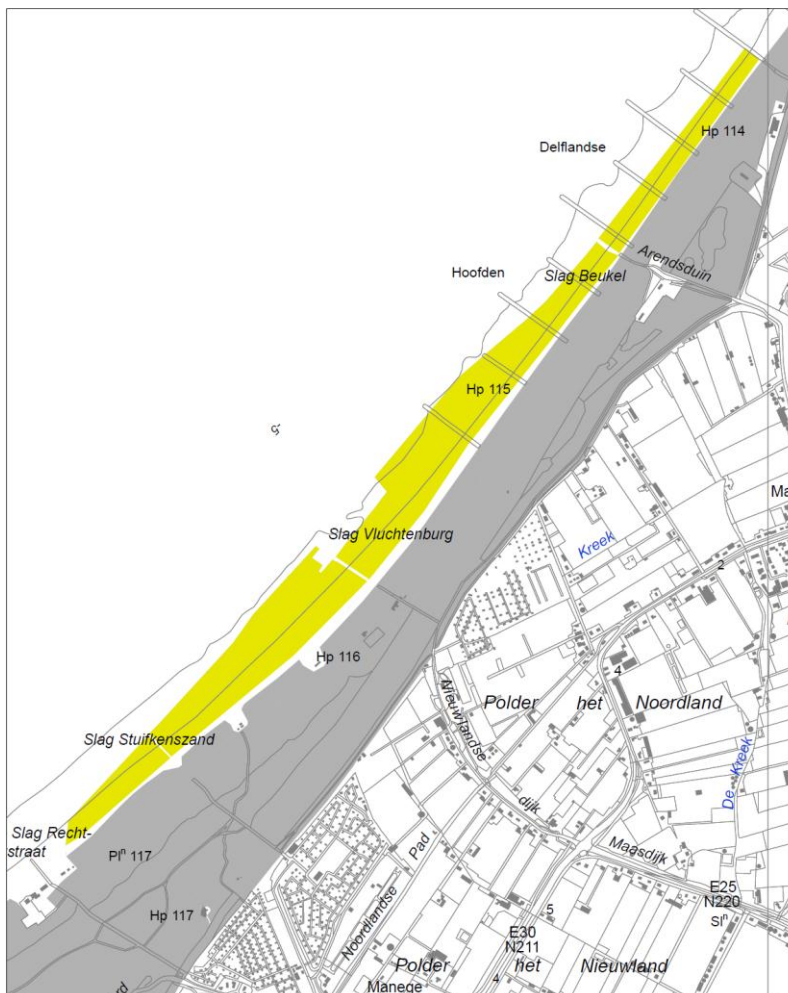 Hp 114
Delflandse
Arendsduin
Hoofden
Slag Beukel
Hp 115
Ma
Slag Vluchtenburg
Kreek
2
Hp 116
4
Nieuwlandse
Polder het Noordland
Slag Stuifkenszand
De Kreek
dijk
Slag Recht-
straat
Plⁿ 117
Pad
Maasdijk
Hp 117
Noordlandse
E25
N220
Slⁿ
5
E30
N211
Polder het Nieuwland
4
Manege